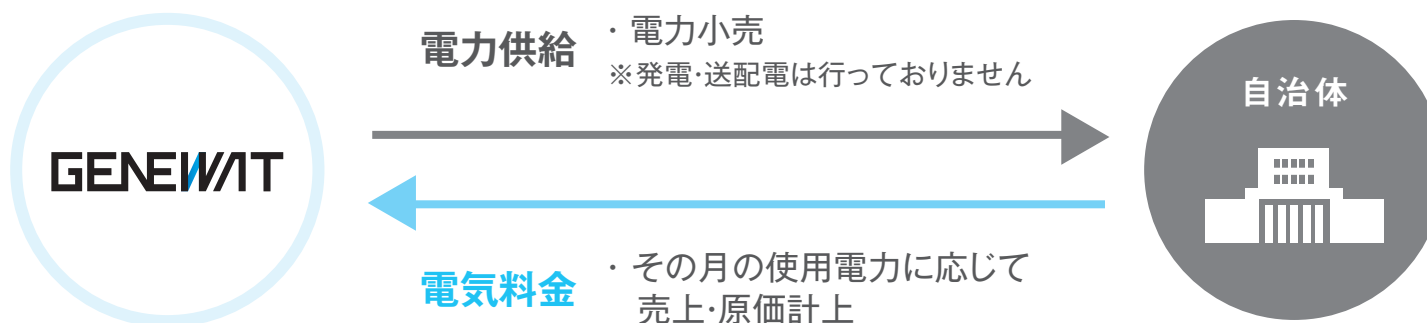 電力供給
・電力小売
※発電・送配電は行っておりません
自治体
GENEWAT
電気料金
・その月の使用電力に応じて
売上・原価計上